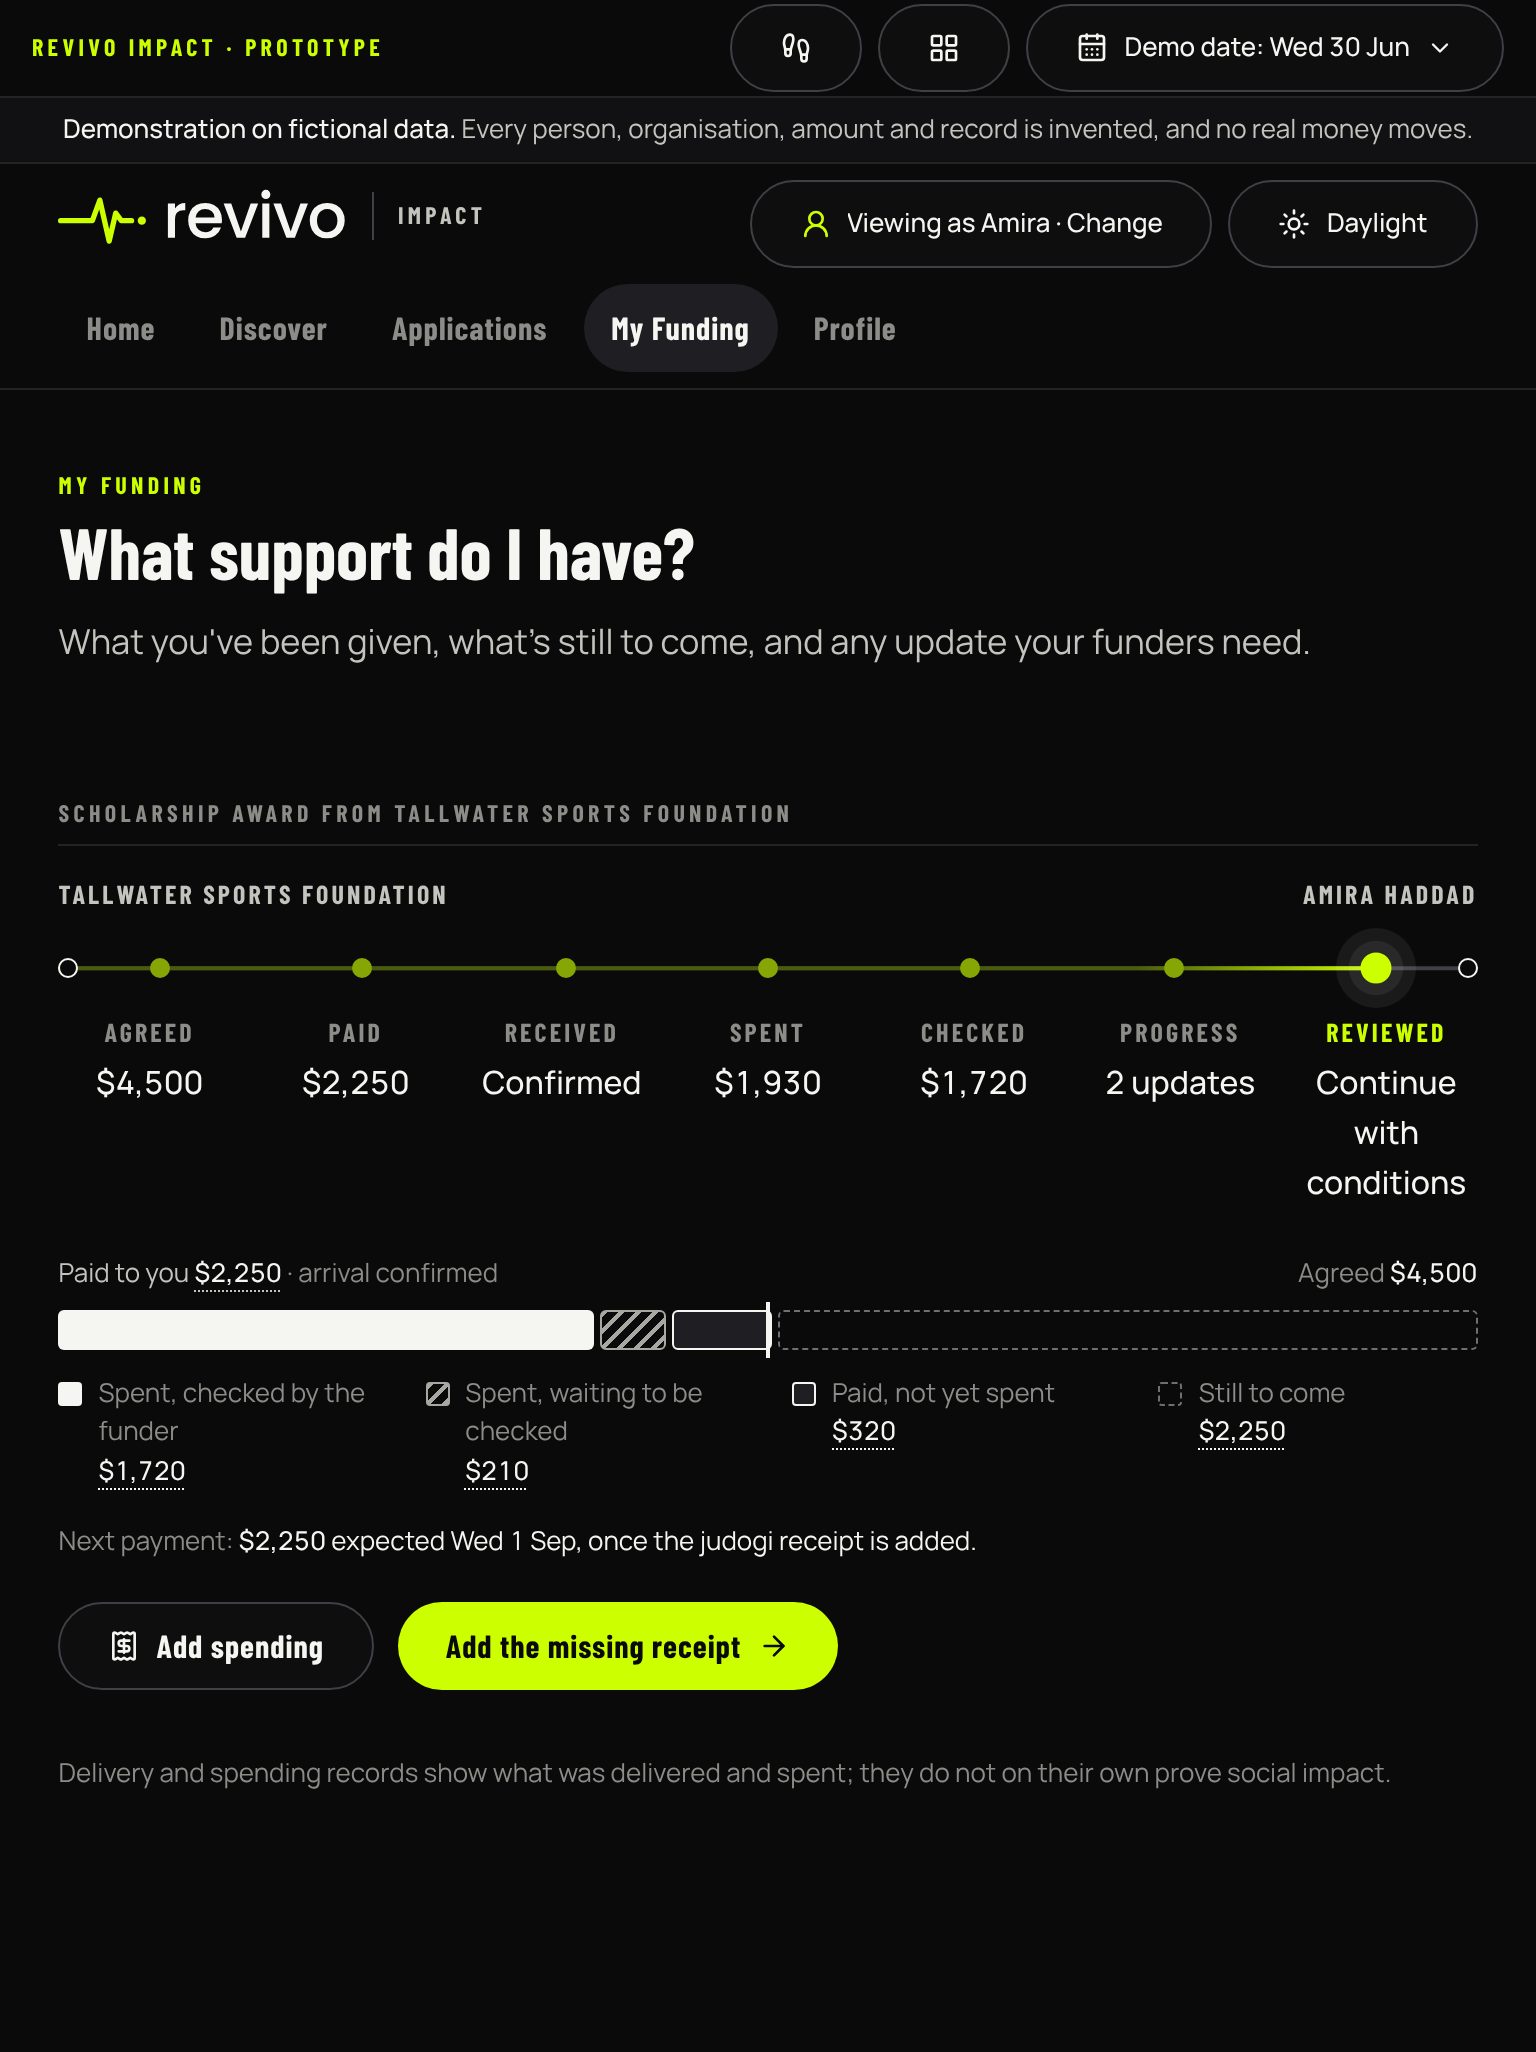 REVIVO IMPACT · PROTOTYPE
Demo date: Wed 30 Jun
Demonstration on fictional data. Every person, organisation, amount and record is invented, and no real money moves.
revivo IMPACT
Viewing as Amira · Change
Daylight
Home Discover Applications My Funding Profile
MY FUNDING
What support do I have?
What you've been given, what's still to come, and any update your funders need.
SCHOLARSHIP AWARD FROM TALLWATER SPORTS FOUNDATION
TALLWATER SPORTS FOUNDATION AMIRA HADDAD
AGREED PAID RECEIVED SPENT CHECKED PROGRESS REVIEWED
$4,500 $2,250 Confirmed $1,930 $1,720 2 updates Continue
with
conditions
Paid to you $2,250 · arrival confirmed Agreed $4,500
Spent, checked by the
funder
$1,720
Spent, waiting to be
checked
$210
Paid, not yet spent
$320
Still to come
$2,250
Next payment: $2,250 expected Wed 1 Sep, once the judogi receipt is added.
Add spending
Add the missing receipt
Delivery and spending records show what was delivered and spent; they do not on their own prove social impact.